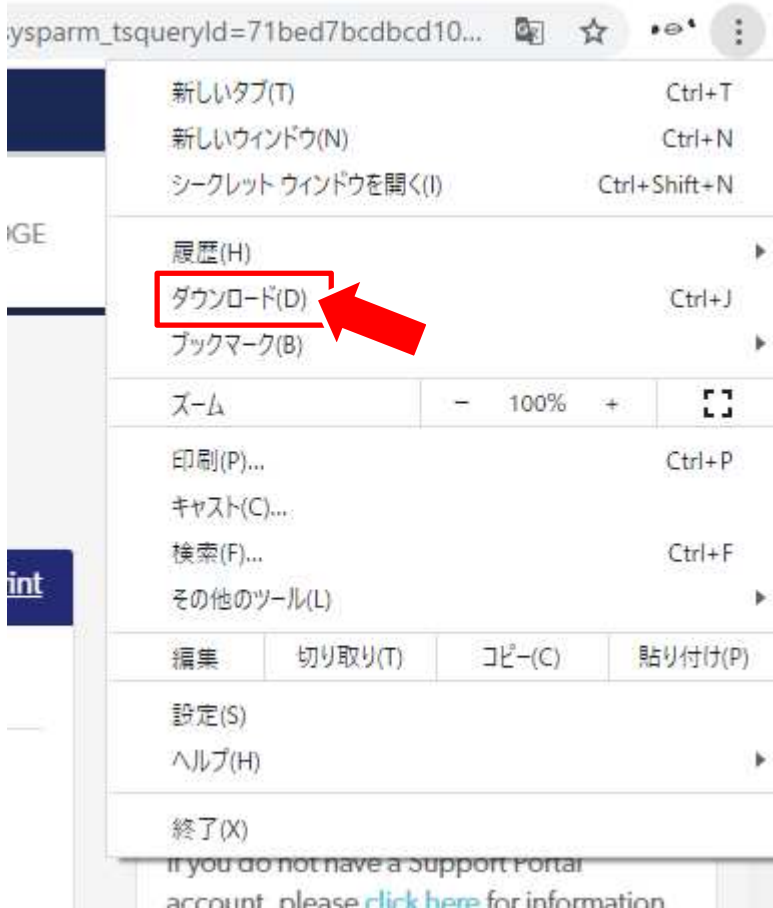 ysparm_tsqueryId=71bed7bcdbcd10...
新しいタブ(T) Ctrl+T
新しいウィンドウ(N) Ctrl+N
シークレット ウィンドウを開く(I) Ctrl+Shift+N
GE
履歴(H)
ダウンロード(D) Ctrl+J
ブックマーク(B)
ズーム - 100% +
印刷(P)... Ctrl+P
キャスト(C)...
検索(F)... Ctrl+F
int
その他のツール(L)
編集 切り取り(T) コピー(C) 貼り付け(P)
設定(S)
ヘルプ(H)
終了(X)
If you do not have a Support Portal
account, please click here for information